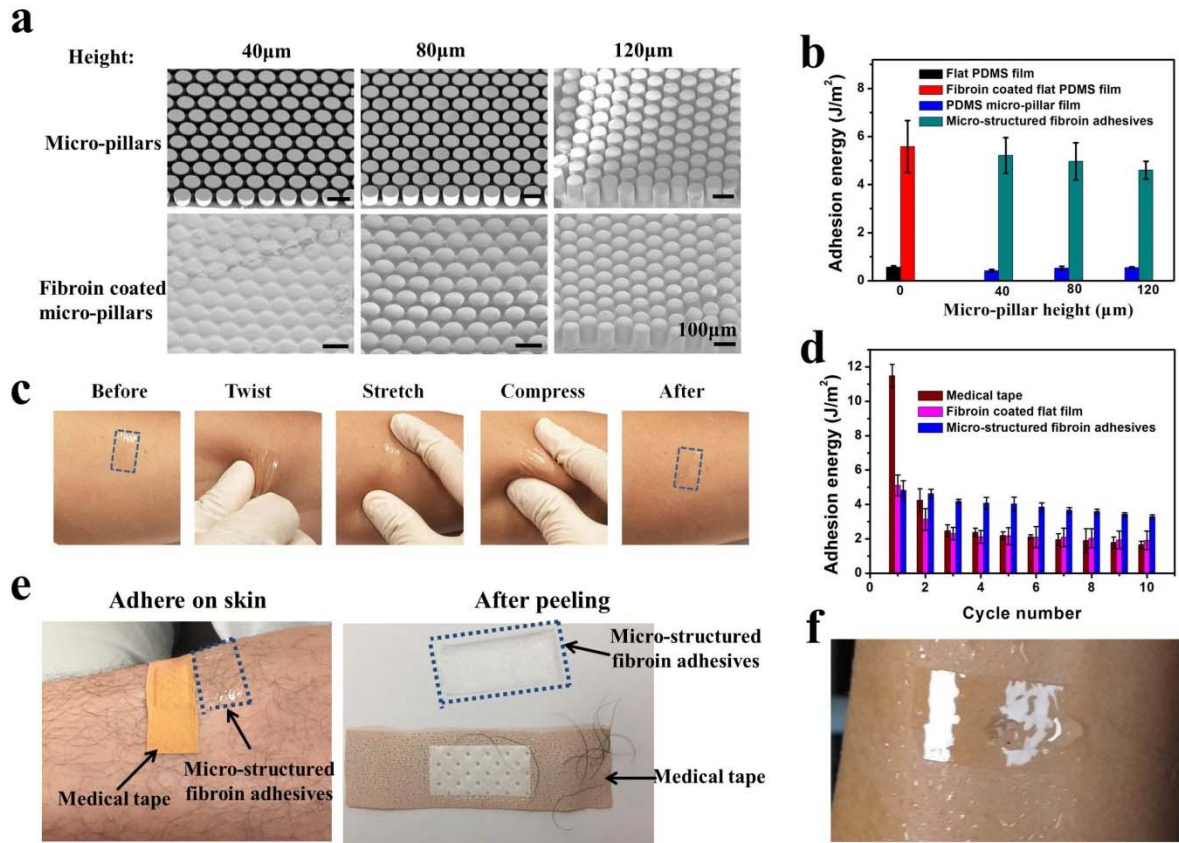 a
Height:
40μm
80μm
120μm
Micro-pillars
Fibroin coated
micro-pillars
100μm
b
Adhesion energy (J/m²)
6
4
2
0
Flat PDMS film
Fibroin coated flat PDMS film
PDMS micro-pillar film
Micro-structured fibroin adhesives
0
40
80
120
Micro-pillar height (μm)
c
Before
Twist
Stretch
Compress
After
d
Adhesion energy (J/m²)
12
10
8
6
4
2
0
Medical tape
Fibroin coated flat film
Micro-structured fibroin adhesives
0
2
4
6
8
10
Cycle number
e
Adhere on skin
Medical tape
Micro-structured
fibroin adhesives
After peeling
Micro-structured
fibroin adhesives
Medical tape
f